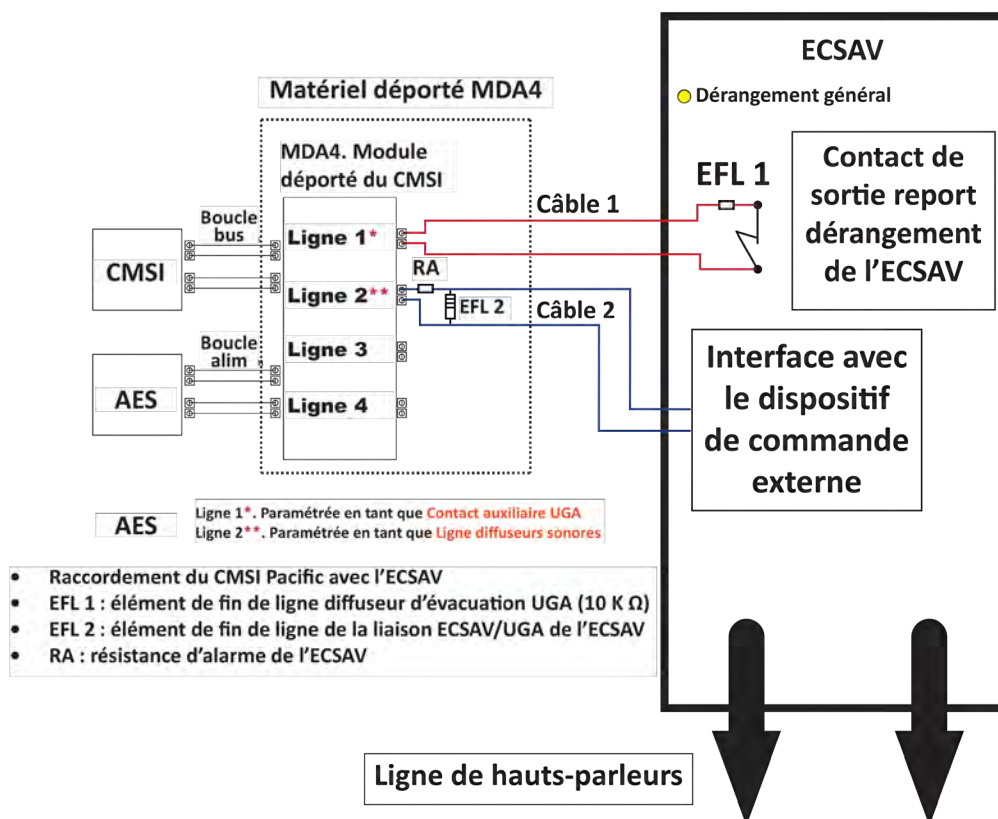 ECSAV
Dérangement général
Matériel déporté MDA4
MDA4. Module
déporté du CMSI
Contact de
sortie report
dérangement
de l'ECSAV
EFL 1
Câble 1
Boucle
bus
Ligne 1*
CMSI
RA
Ligne 2**
EFL 2
Câble 2
Boucle
alim
Ligne 3
Interface avec
le dispositif
de commande
externe
AES
Ligne 4
AES
Ligne 1*. Paramétrée en tant que Contact auxiliaire UGA
Ligne 2**. Paramétrée en tant que Ligne diffuseurs sonores
• Raccordement du CMSI Pacific avec l'ECSAV
• EFL 1 : élément de fin de ligne diffuseur d'évacuation UGA (10 K Ω)
• EFL 2 : élément de fin de ligne de la liaison ECSAV/UGA de l'ECSAV
• RA : résistance d'alarme de l'ECSAV
Ligne de hauts-parleurs